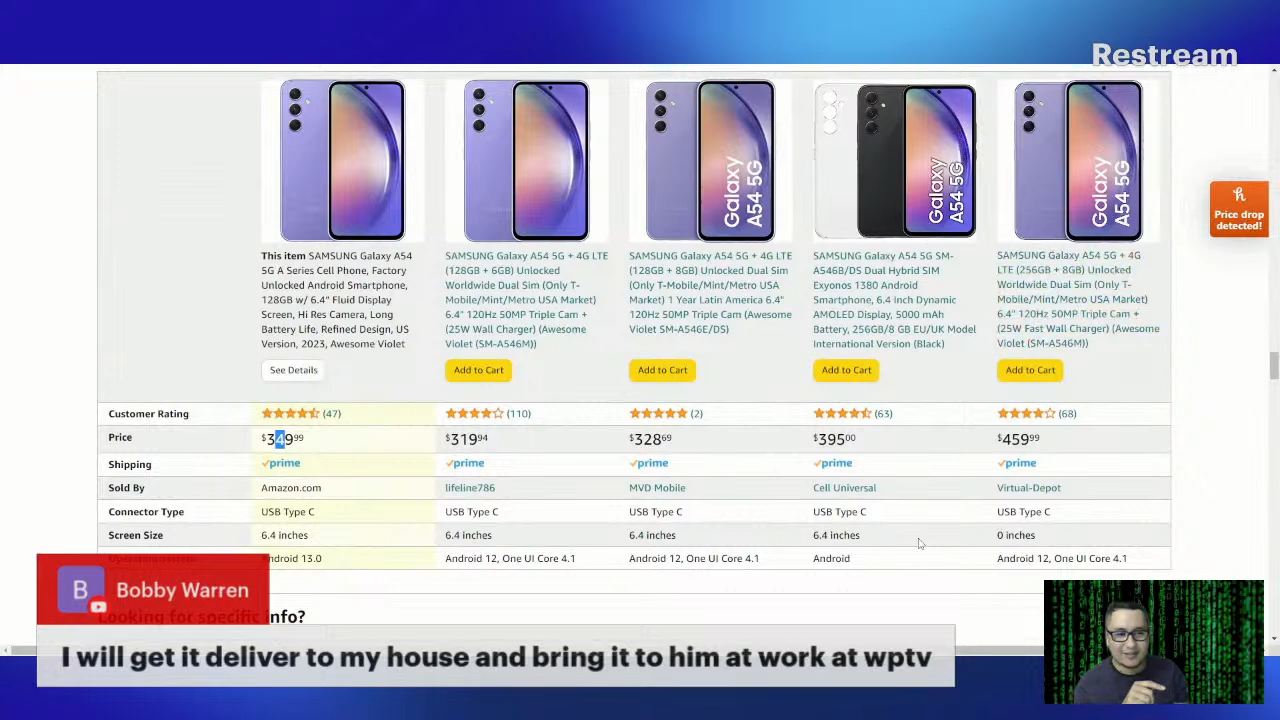 Restream
Galaxy
A54 5G
Galaxy
A54 5G
Galaxy
A54 5G
Price drop
detected!
This item SAMSUNG Galaxy A54
5G A Series Cell Phone, Factory
Unlocked Android Smartphone,
128GB w/ 6.4" Fluid Display
Screen, Hi Res Camera, Long
Battery Life, Refined Design, US
Version, 2023, Awesome Violet
SAMSUNG Galaxy A54 5G + 4G LTE
(128GB + 6GB) Unlocked
Worldwide Dual Sim (Only T-
Mobile/Mint/Metro USA Market)
6.4" 120Hz 50MP Triple Cam +
(25W Wall Charger) (Awesome
Violet (SM-A546M))
SAMSUNG Galaxy A54 5G + 4G LTE
(128GB + 8GB) Unlocked Dual Sim
(Only T-Mobile/Mint/Metro USA
Market) 1 Year Latin America 6.4"
120Hz 50MP Triple Cam (Awesome
Violet SM-A546E/DS)
SAMSUNG Galaxy A54 5G SM-
A546B/DS Dual Hybrid SIM
Exyonos 1380 Android
Smartphone, 6.4 Inch Dynamic
AMOLED Display, 5000 mAh
Battery, 256GB/8 GB EU/UK Model
International Version (Black)
SAMSUNG Galaxy A54 5G + 4G
LTE (256GB + 8GB) Unlocked
Worldwide Dual Sim (Only T-
Mobile/Mint/Metro USA Market)
6.4" 120Hz 50MP Triple Cam +
(25W Fast Wall Charger) (Awesome
Violet (SM-A546M))
See Details Add to Cart Add to Cart Add to Cart Add to Cart
Customer Rating (47) (110) (2) (63) (68)
Price $349.99 $319.94 $328.69 $395.00 $459.99
Shipping prime prime prime prime prime
Sold By Amazon.com lifeline786 MVD Mobile Cell Universal Virtual-Depot
Connector Type USB Type C USB Type C USB Type C USB Type C USB Type C
Screen Size 6.4 inches 6.4 inches 6.4 inches 6.4 inches 0 inches
Android 13.0 Android 12, One UI Core 4.1 Android 12, One UI Core 4.1 Android Android 12, One UI Core 4.1
B Bobby Warren
Looking for specific info?
I will get it deliver to my house and bring it to him at work at wptv